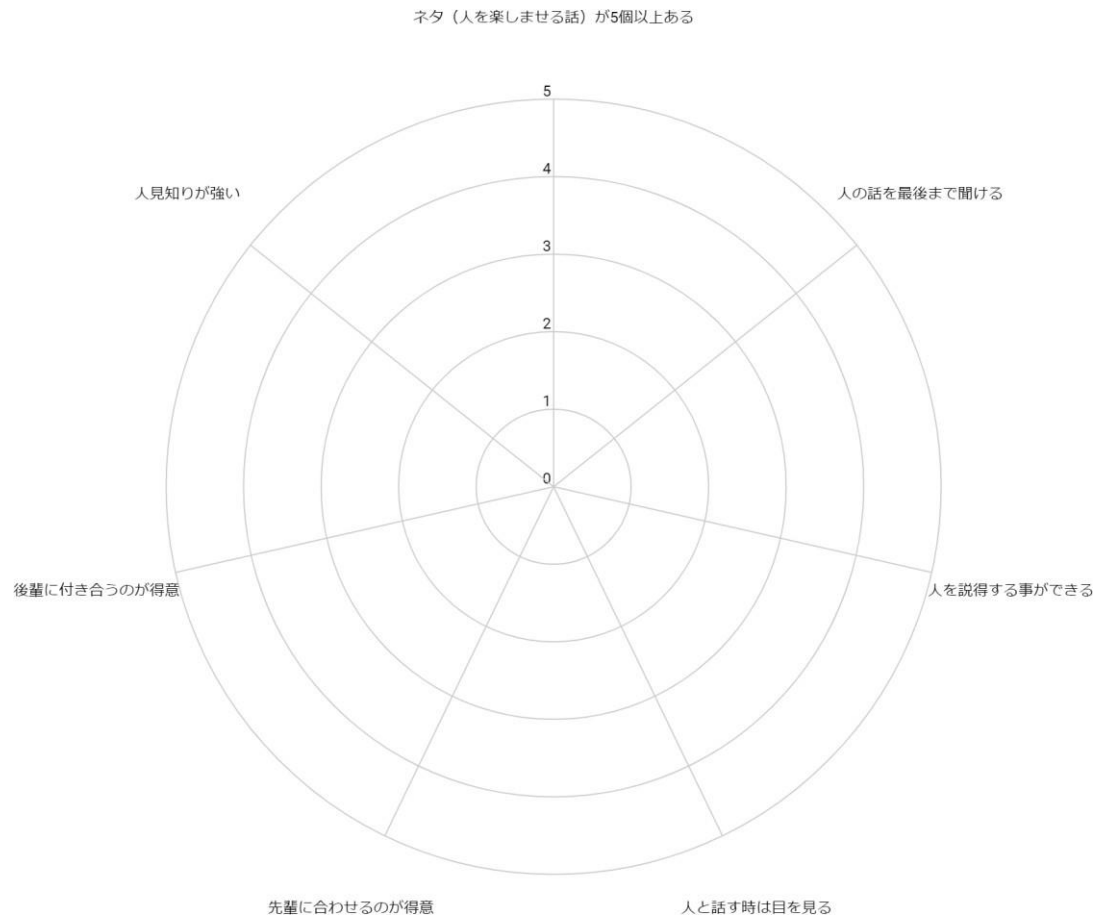 ネタ（人を楽しませる話）が5個以上ある
5
4
人見知りが強い
人の話を最後まで聞ける
3
2
1
0
後輩に付き合うのが得意
人を説得する事ができる
先輩に合わせるのが得意
人と話す時は目を見る